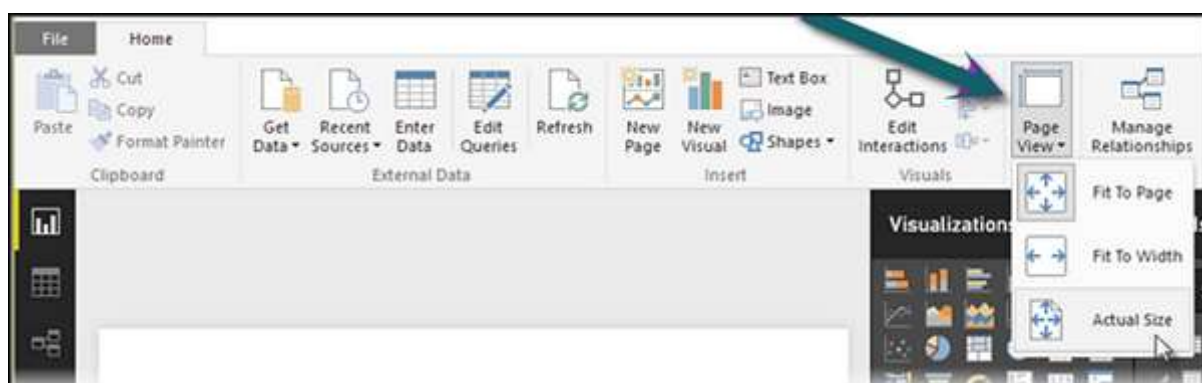 File Home
Paste
Cut
Copy
Format Painter
Clipboard
Get Data
Recent Sources
Enter Data
Edit Queries
Refresh
External Data
New Page
New Visual
Text Box
Image
Shapes
Insert
Edit Interactions
Visuals
Page View
Manage Relationships
Fit To Page
Fit To Width
Actual Size
Visualizations